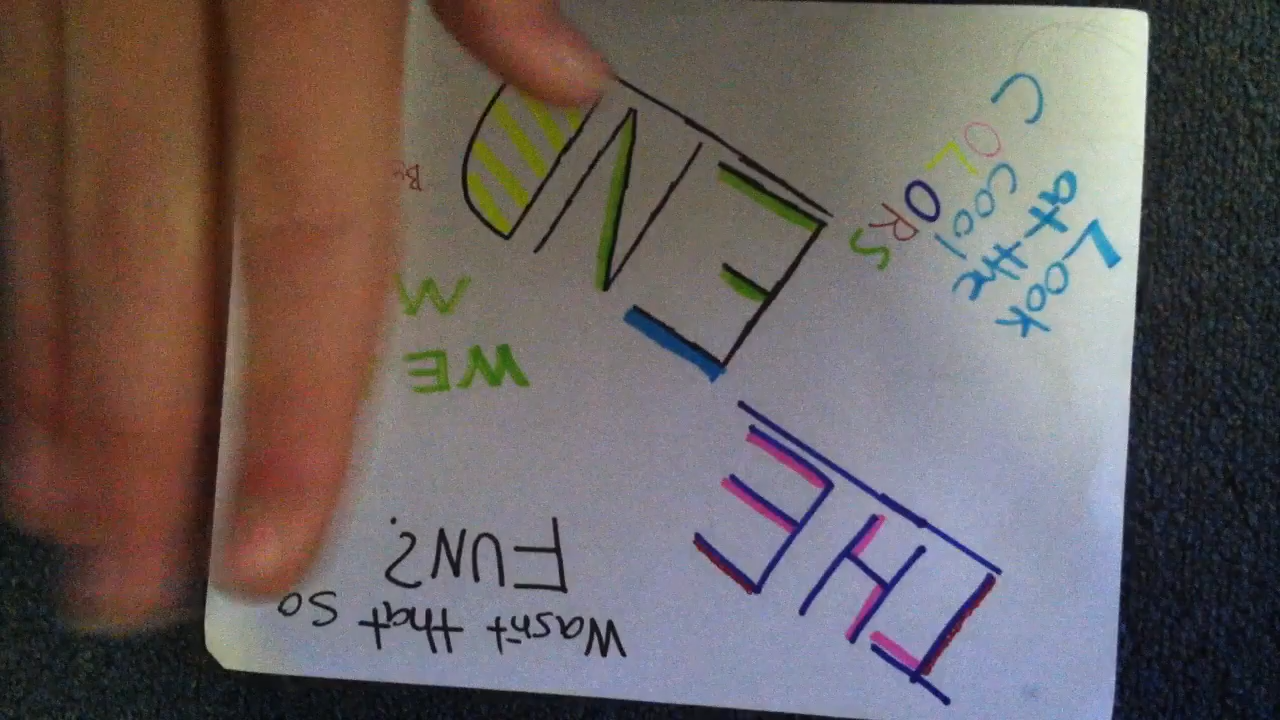 Wasn't that so
FUN?
THE
END
WE
Look
at the
cool
COLORS